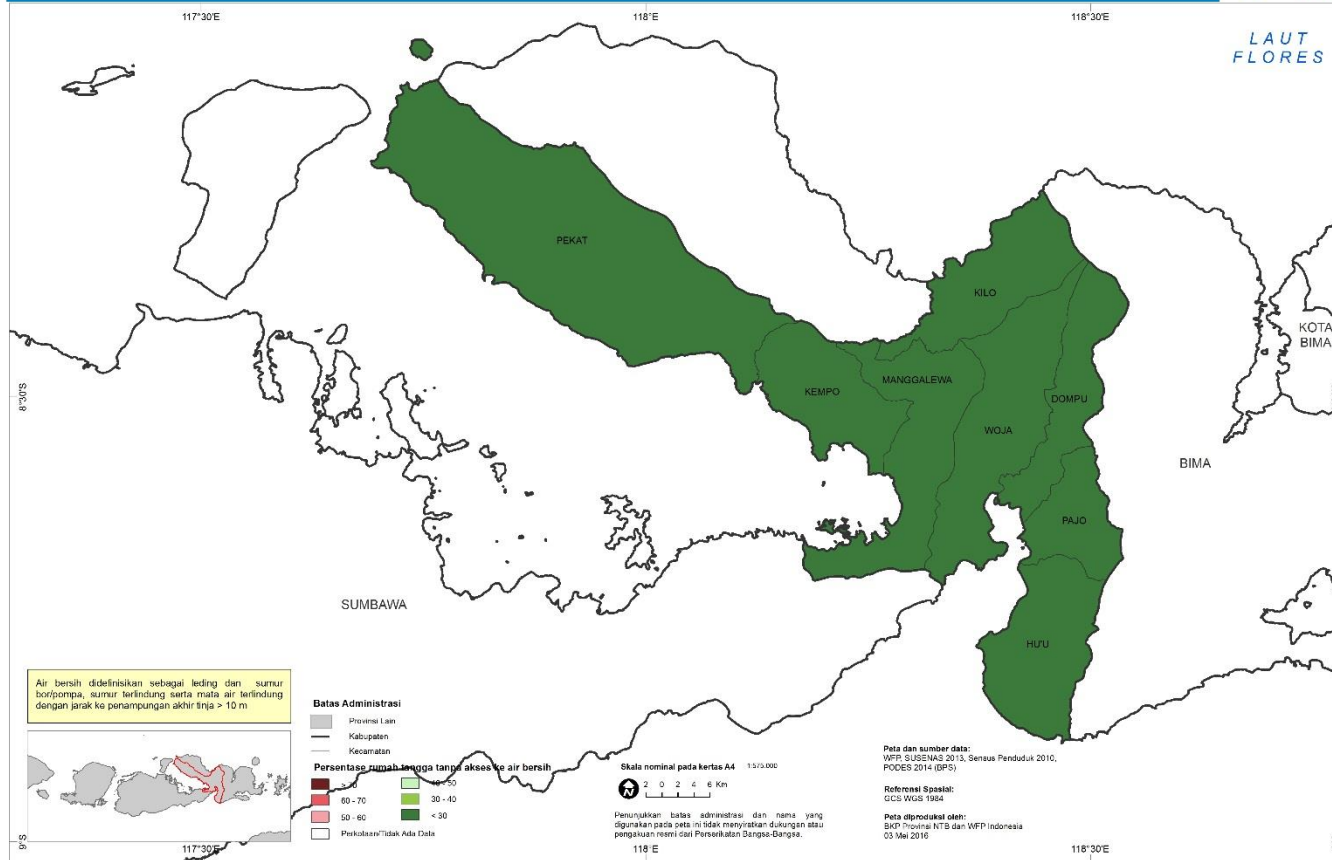 117°30'E
118°E
118°30'E
LAUT
FLORES
PEKAT
KILO
KOTA
BIMA
8°30'S
KEMPO
MANGGALEWA
DOMPU
WOJA
BIMA
PAJO
SUMBAWA
HU'U
Air bersih didefinisikan sebagai leding dan sumur
bor/pompa, sumur terlindung serta mata air terlindung
dengan jarak ke penampungan akhir tinja > 10 m
Batas Administrasi
Provinsi Lain
Kabupaten
Kecamatan
Persentase rumah tangga tanpa akses ke air bersih
60 - 70
50 - 60
- 50
30 - 40
< 30
Perkotaan/Tidak Ada Data
Skala nominal pada kertas A4 1:575.000
2 0 2 4 6 Km
Penunjukkan batas administrasi dan nama yang
digunakan pada peta ini tidak menyiratkan dukungan atau
pengakuan resmi dari Perserikatan Bangsa-Bangsa.
Peta dan sumber data:
WFP, SUSENAS 2013, Sensus Penduduk 2010,
PODES 2014 (BPS)
Referensi Spasial:
GCS WGS 1984
Peta diproduksi oleh:
BKP Provinsi NTB dan WFP Indonesia
03 Mei 2016
9°S
117°30'E
118°E
118°30'E